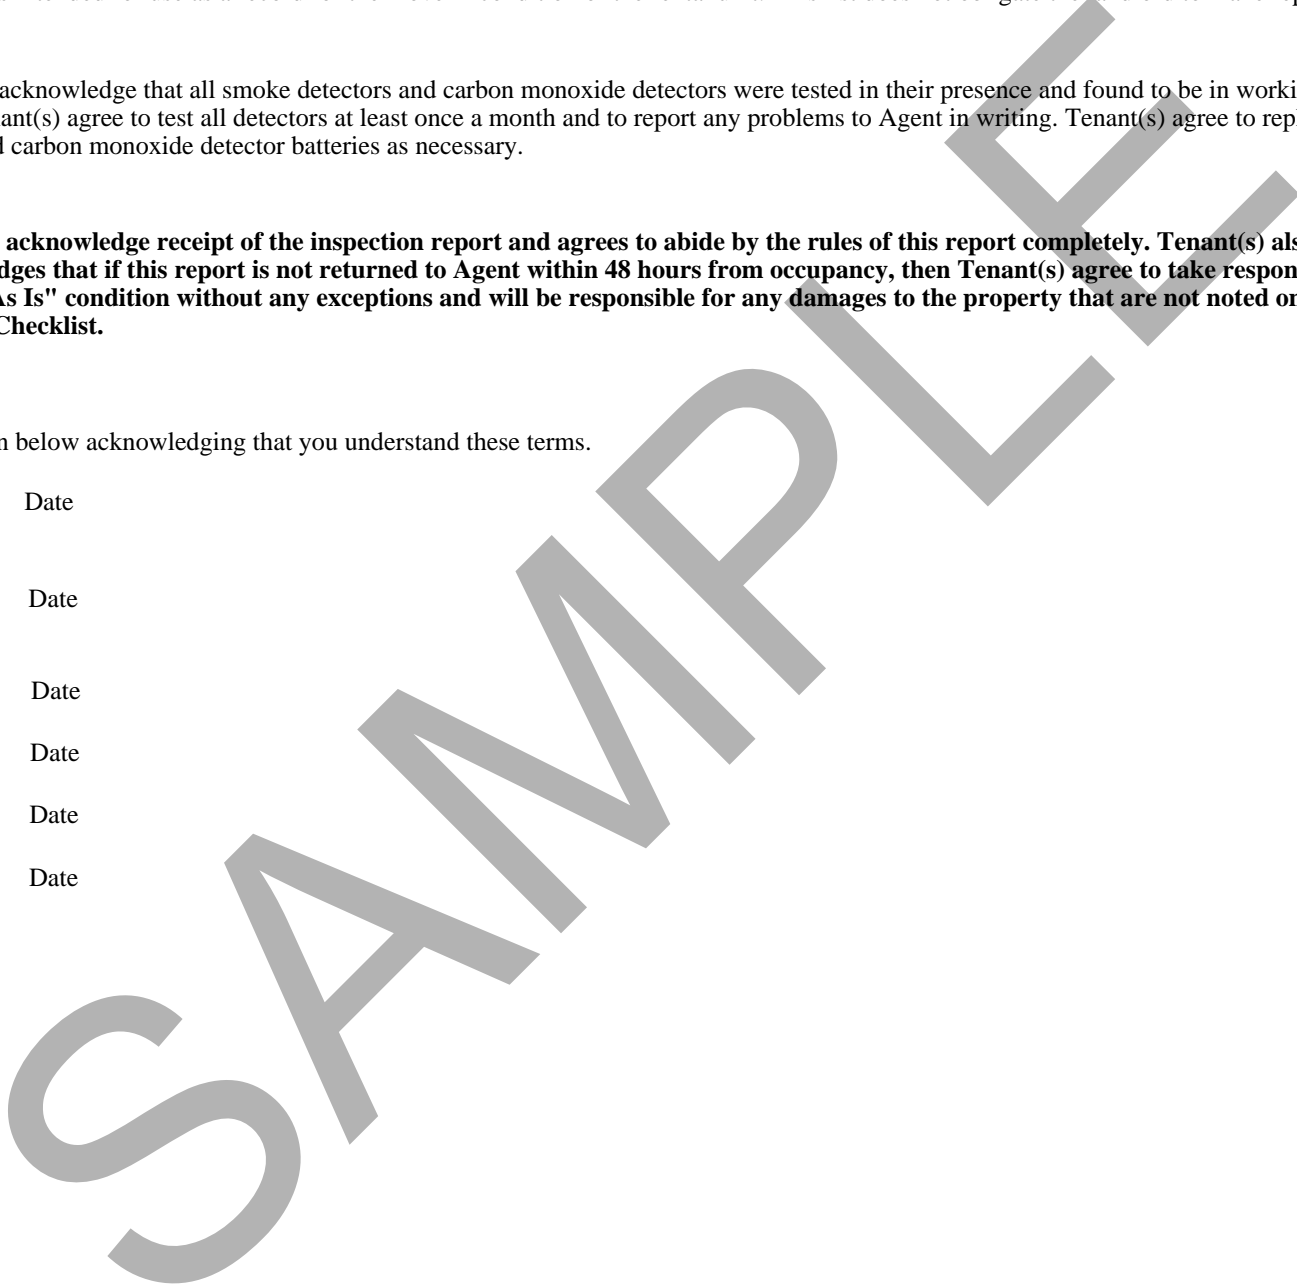 acknowledge that all smoke detectors and carbon monoxide detectors were tested in their presence and found to be in worki
ant(s) agree to test all detectors at least once a month and to report any problems to Agent in writing. Tenant(s) agree to rep
carbon monoxide detector batteries as necessary.
acknowledge receipt of the inspection report and agrees to abide by the rules of this report completely. Tenant(s) als
dges that if this report is not returned to Agent within 48 hours from occupancy, then Tenant(s) agree to take respon
As Is" condition without any exceptions and will be responsible for any damages to the property that are not noted on
Checklist.
n below acknowledging that you understand these terms.
Date
Date
Date
Date
Date
Date
SAMPLE